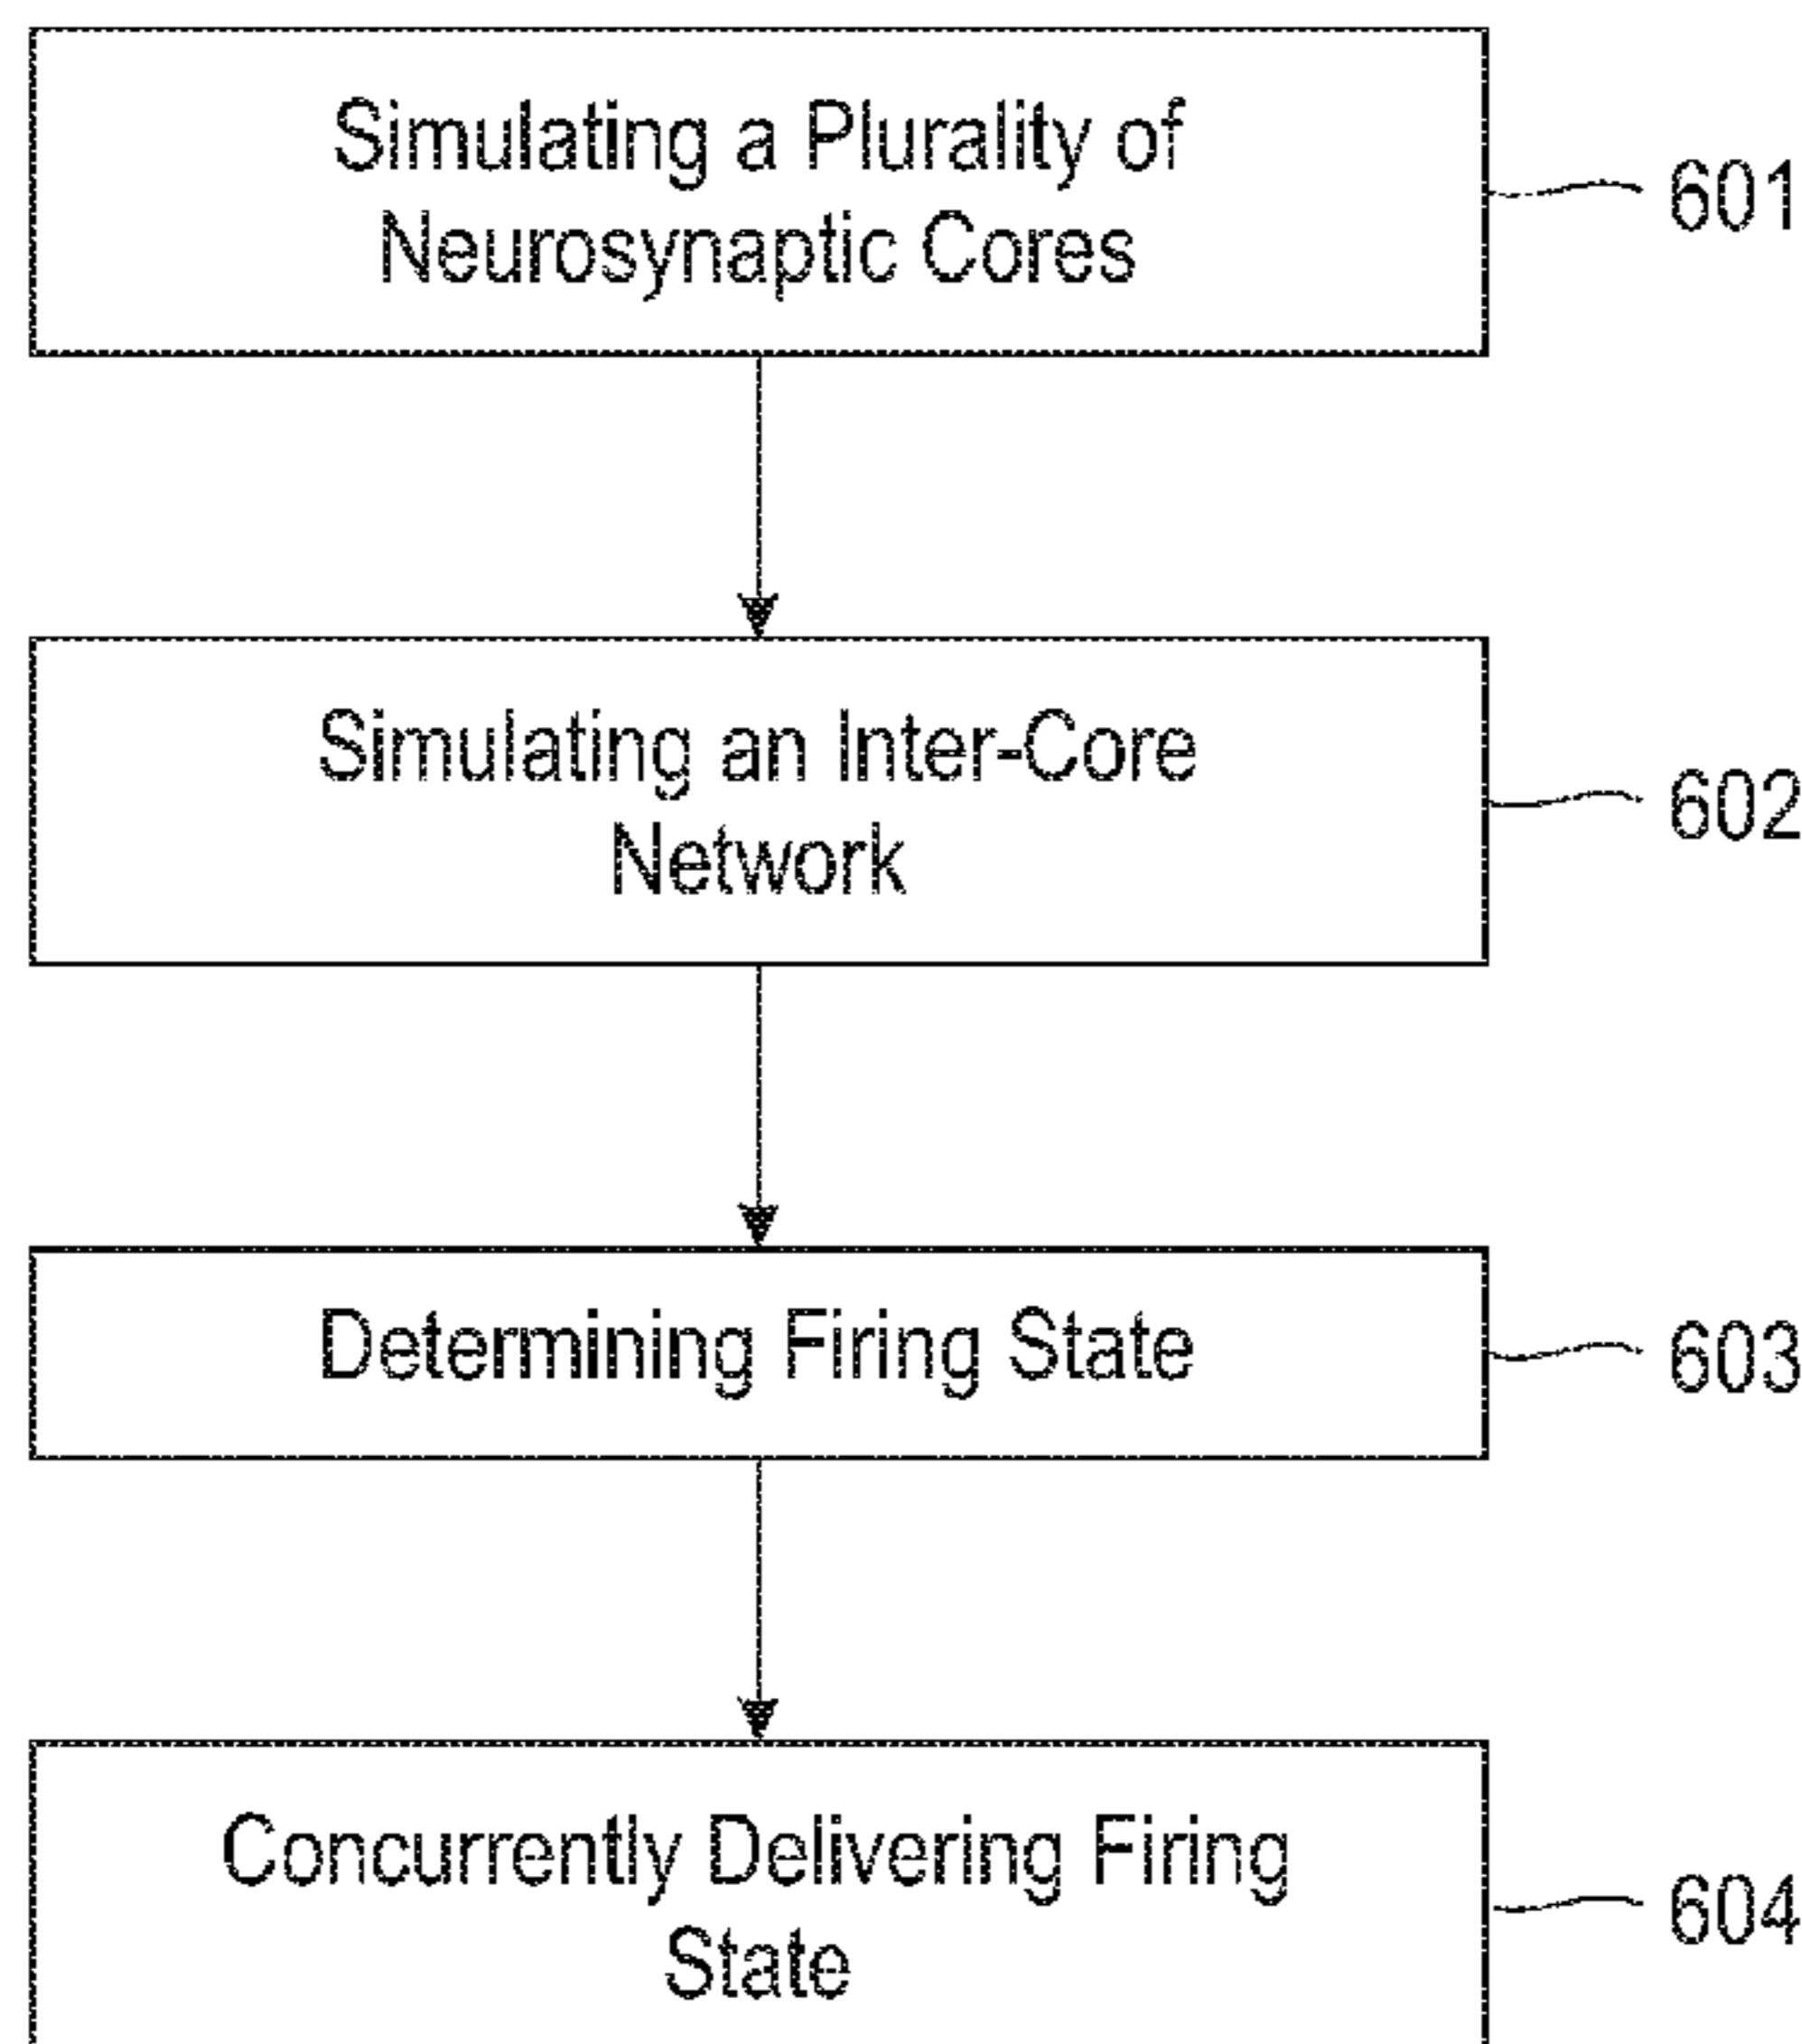 Simulating a Plurality of
Neurosynaptic Cores
601
Simulating an Inter-Core
Network
602
Determining Firing State
603
Concurrently Delivering Firing
State
604